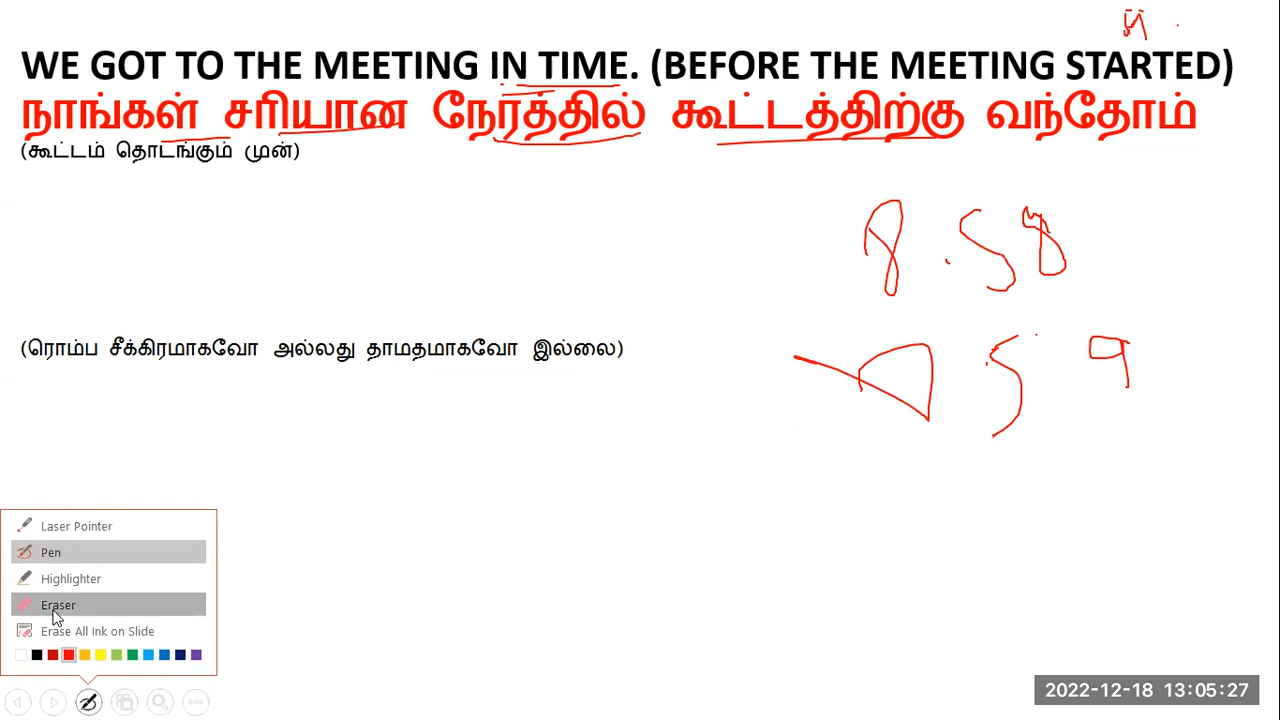 WE GOT TO THE MEETING IN TIME. (BEFORE THE MEETING STARTED)
நாங்கள் சரியான நேரத்தில் கூட்டத்திற்கு வந்தோம்
(கூட்டம் தொடங்கும் முன்)
8.58
(ரொம்ப சீக்கிரமாகவோ அல்லது தாமதமாகவோ இல்லை)
59
Laser Pointer
Pen
Highlighter
Eraser
Erase All Ink on Slide
2022-12-18 13:05:27